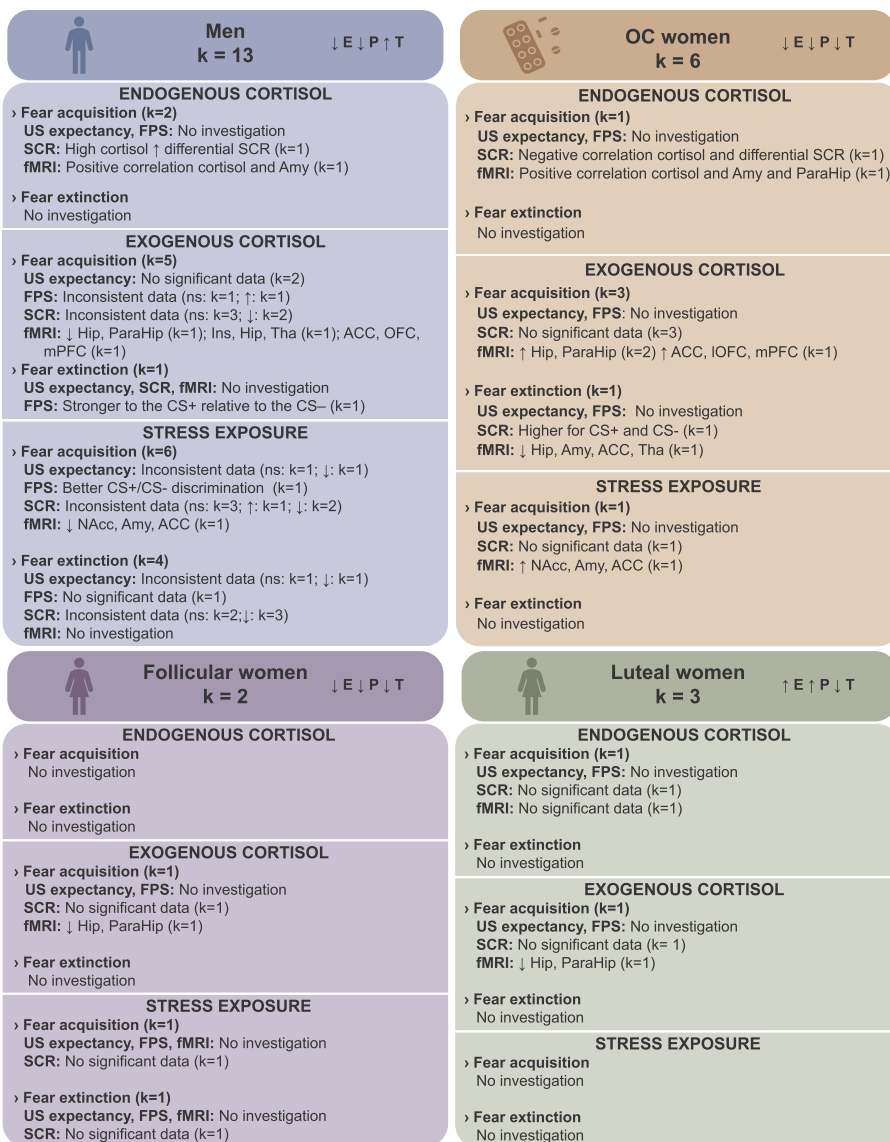 Men
k = 13
↓ E ↓ P ↑ T
ENDOGENOUS CORTISOL
› Fear acquisition (k=2)
US expectancy, FPS: No investigation
SCR: High cortisol ↑ differential SCR (k=1)
fMRI: Positive correlation cortisol and Amy (k=1)
› Fear extinction
No investigation
EXOGENOUS CORTISOL
› Fear acquisition (k=5)
US expectancy: No significant data (k=2)
FPS: Inconsistent data (ns: k=1; ↑: k=1)
SCR: Inconsistent data (ns: k=3; ↓: k=2)
fMRI: ↓ Hip, ParaHip (k=1); Ins, Hip, Tha (k=1); ACC, OFC,
mPFC (k=1)
› Fear extinction (k=1)
US expectancy, SCR, fMRI: No investigation
FPS: Stronger to the CS+ relative to the CS– (k=1)
STRESS EXPOSURE
› Fear acquisition (k=6)
US expectancy: Inconsistent data (ns: k=1; ↓: k=1)
FPS: Better CS+/CS- discrimination (k=1)
SCR: Inconsistent data (ns: k=3; ↑: k=1; ↓: k=2)
fMRI: ↓ NAcc, Amy, ACC (k=1)
› Fear extinction (k=4)
US expectancy: Inconsistent data (ns: k=1; ↓: k=1)
FPS: No significant data (k=1)
SCR: Inconsistent data (ns: k=2;↓: k=3)
fMRI: No investigation
OC women
k = 6
↓ E ↓ P ↓ T
ENDOGENOUS CORTISOL
› Fear acquisition (k=1)
US expectancy, FPS: No investigation
SCR: Negative correlation cortisol and differential SCR (k=1)
fMRI: Positive correlation cortisol and Amy and ParaHip (k=1)
› Fear extinction
No investigation
EXOGENOUS CORTISOL
› Fear acquisition (k=3)
US expectancy, FPS: No investigation
SCR: No significant data (k=3)
fMRI: ↑ Hip, ParaHip (k=2) ↑ ACC, lOFC, mPFC (k=1)
› Fear extinction (k=1)
US expectancy, FPS: No investigation
SCR: Higher for CS+ and CS- (k=1)
fMRI: ↓ Hip, Amy, ACC, Tha (k=1)
STRESS EXPOSURE
› Fear acquisition (k=1)
US expectancy, FPS: No investigation
SCR: No significant data (k=1)
fMRI: ↑ NAcc, Amy, ACC (k=1)
› Fear extinction
No investigation
Follicular women
k = 2
↓ E ↓ P ↓ T
ENDOGENOUS CORTISOL
› Fear acquisition
No investigation
› Fear extinction
No investigation
EXOGENOUS CORTISOL
› Fear acquisition (k=1)
US expectancy, FPS: No investigation
SCR: No significant data (k=1)
fMRI: ↓ Hip, ParaHip (k=1)
› Fear extinction
No investigation
STRESS EXPOSURE
› Fear acquisition (k=1)
US expectancy, FPS, fMRI: No investigation
SCR: No significant data (k=1)
› Fear extinction (k=1)
US expectancy, FPS, fMRI: No investigation
SCR: No significant data (k=1)
Luteal women
k = 3
↑ E ↑ P ↓ T
ENDOGENOUS CORTISOL
› Fear acquisition (k=1)
US expectancy, FPS: No investigation
SCR: No significant data (k=1)
fMRI: No significant data (k=1)
› Fear extinction
No investigation
EXOGENOUS CORTISOL
› Fear acquisition (k=1)
US expectancy, FPS: No investigation
SCR: No significant data (k= 1)
fMRI: ↓ Hip, ParaHip (k=1)
› Fear extinction
No investigation
STRESS EXPOSURE
› Fear acquisition
No investigation
› Fear extinction
No investigation